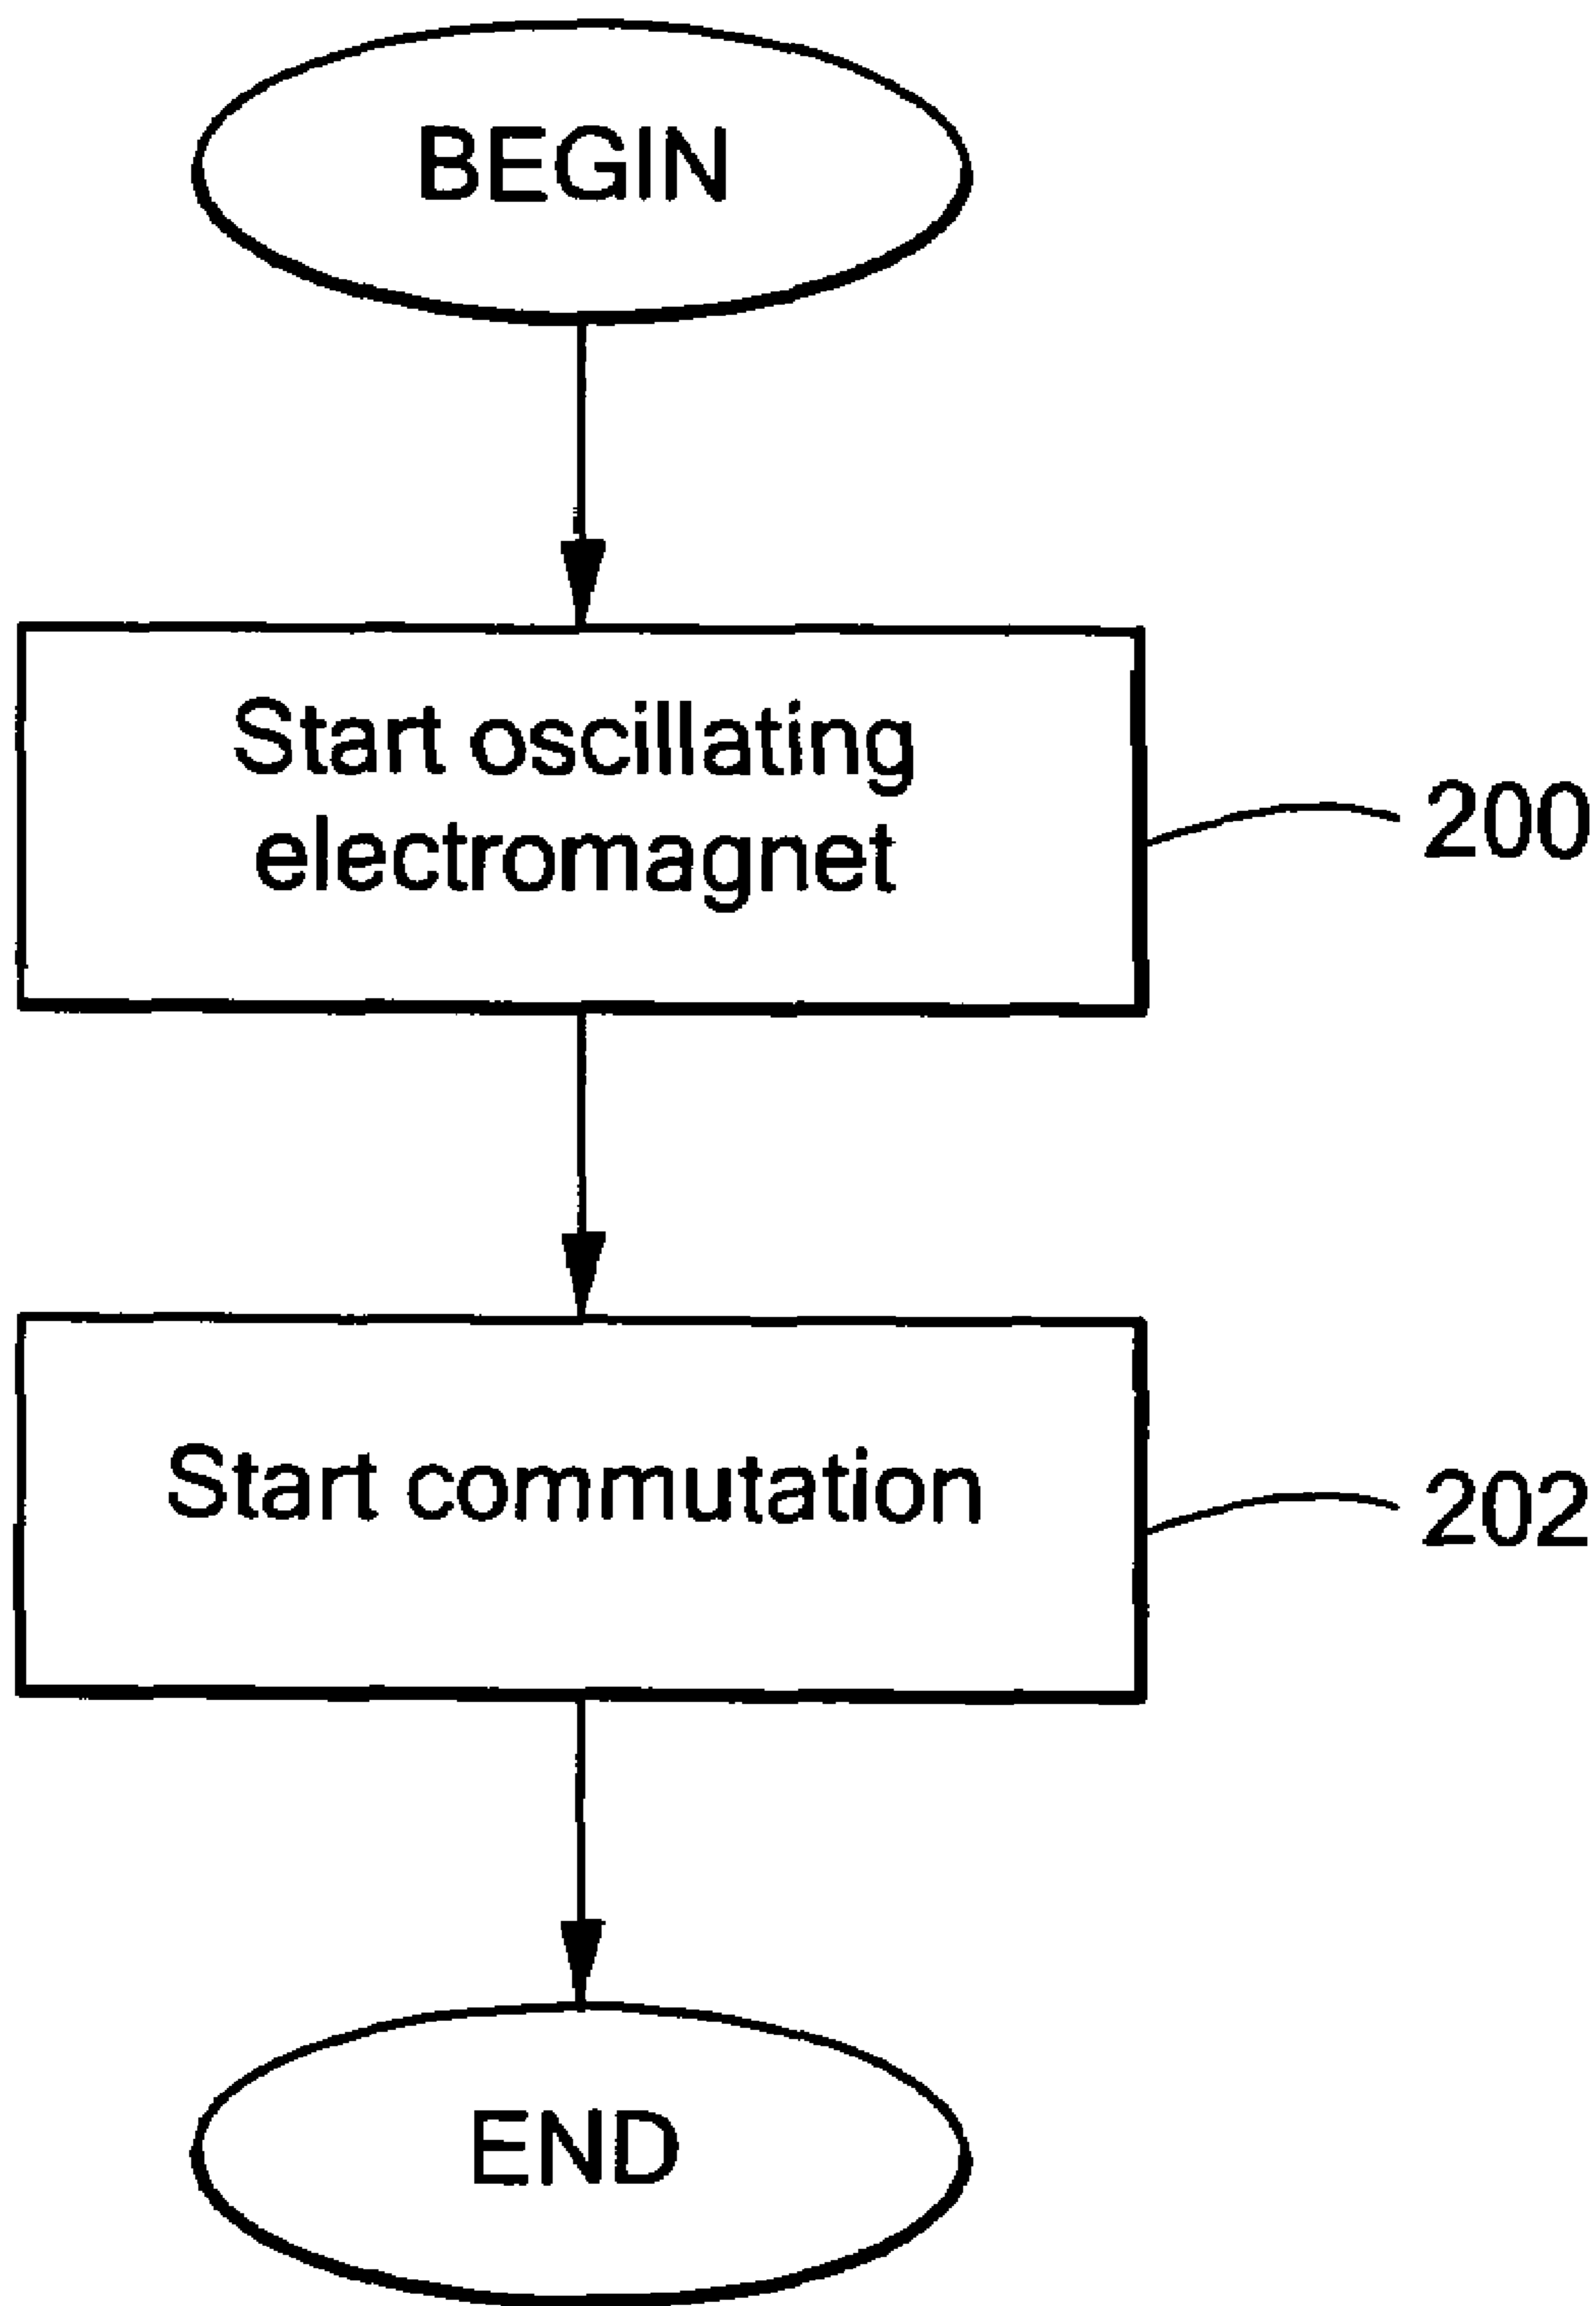 BEGIN
Start oscillating
electromagnet
200
Start commutation
202
END